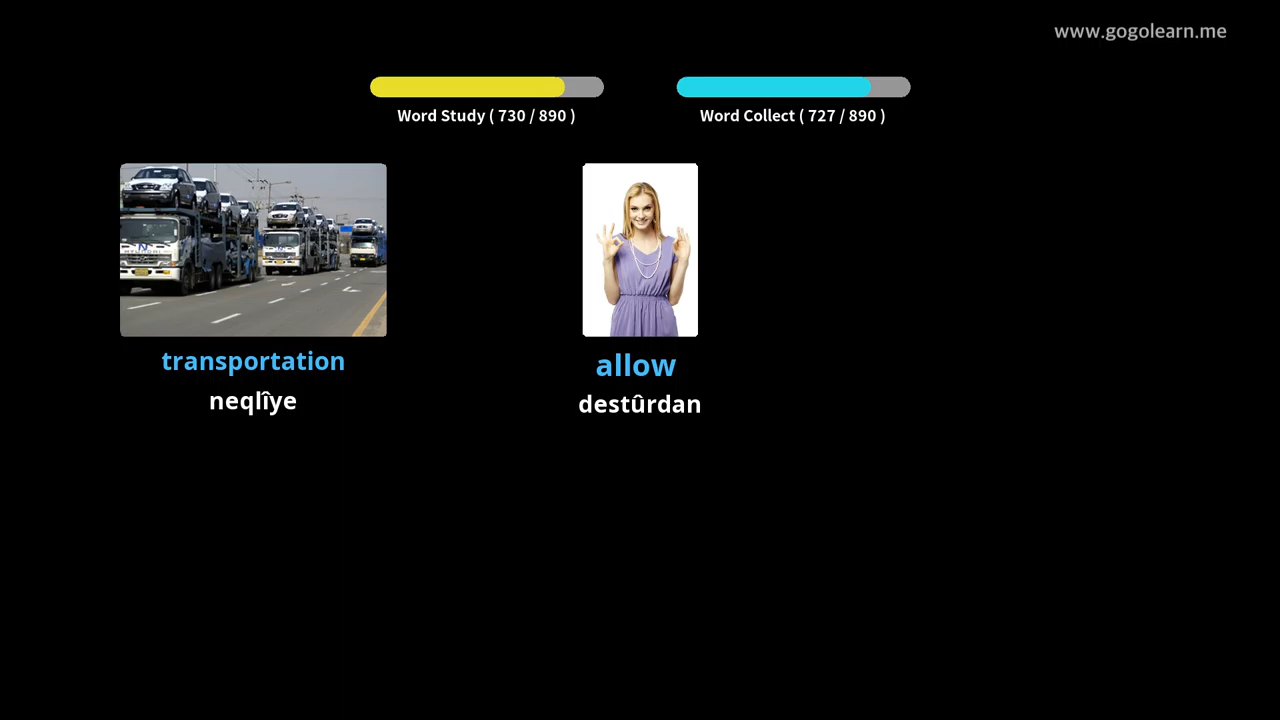 www.gogolearn.me
Word Study ( 730 / 890 )
Word Collect ( 727 / 890 )
transportation
neqlîye
allow
destûrdan